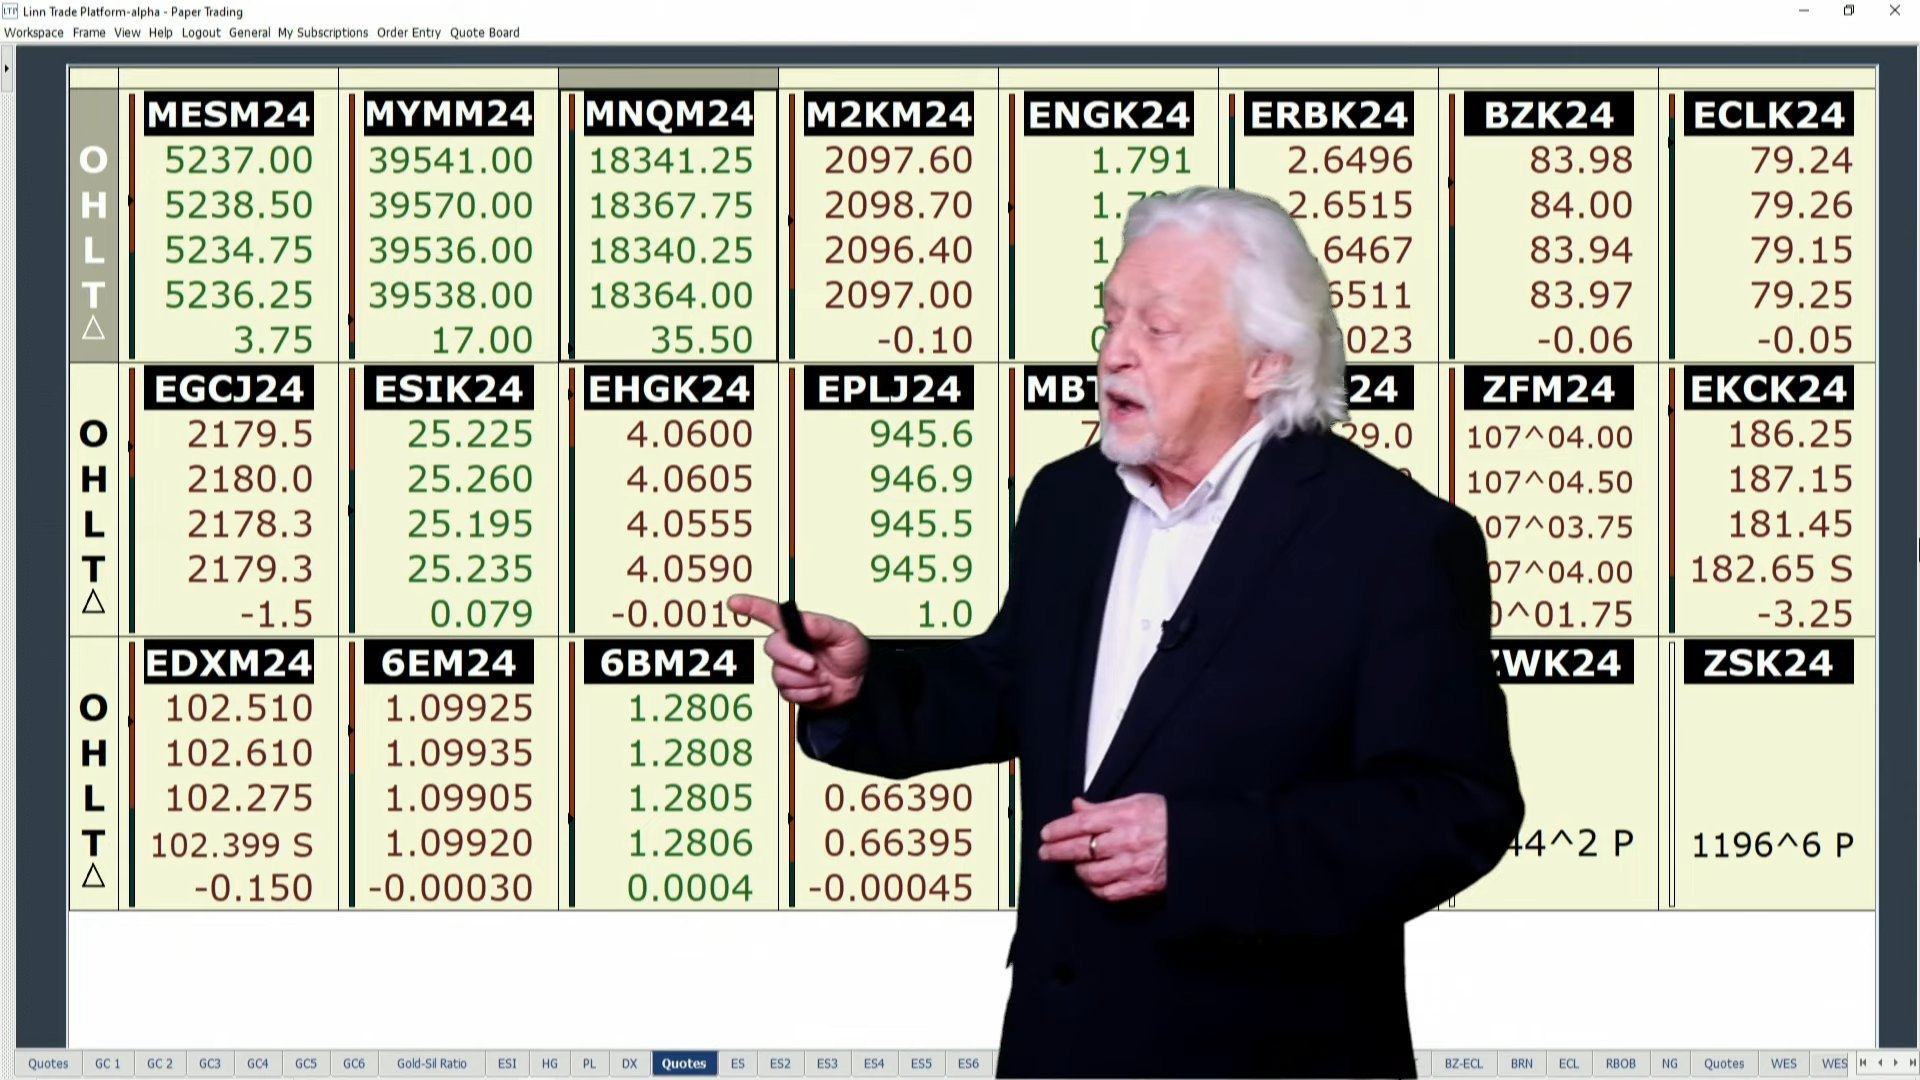 LTP Linn Trade Platform-alpha - Paper Trading
Workspace Frame View Help Logout General My Subscriptions Order Entry Quote Board
MESM24 MYMM24 MNQM24 M2KM24 ENGK24 ERBK24 BZK24 ECLK24
O 5237.00 39541.00 18341.25 2097.60 1.791 2.6496 83.98 79.24
H 5238.50 39570.00 18367.75 2098.70 2.6515 84.00 79.26
L 5234.75 39536.00 18340.25 2096.40 83.94 79.15
T 5236.25 39538.00 18364.00 2097.00 83.97 79.25
△ 3.75 17.00 35.50 -0.10 -0.06 -0.05
EGCJ24 ESIK24 EHGK24 EPLJ24 ZFM24 EKCK24
O 2179.5 25.225 4.0600 945.6 107^04.00 186.25
H 2180.0 25.260 4.0605 946.9 107^04.50 187.15
L 2178.3 25.195 4.0555 945.5 181.45
T 2179.3 25.235 4.0590 945.9 182.65 S
△ -1.5 0.079 1.0 -3.25
EDXM24 6EM24 6BM24 ZWK24 ZSK24
O 102.510 1.09925 1.2806
H 102.610 1.09935 1.2808
L 102.275 1.09905 1.2805 0.66390
T 102.399 S 1.09920 1.2806 0.66395 1196^6 P
△ -0.150 -0.00030 0.0004 -0.00045
Quotes GC 1 GC 2 GC3 GC4 GC5 GC6 Gold-Sil Ratio ESI HG PL DX Quotes ES ES2 ES3 ES4 ES5 ES6 BZ-ECL BRN ECL RBOB NG Quotes WES WES